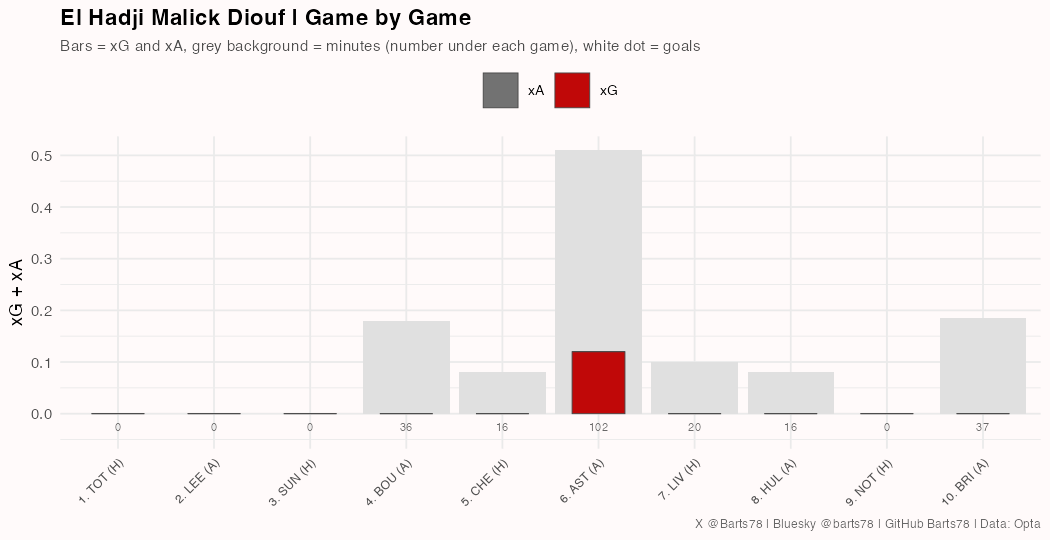 El Hadji Malick Diouf | Game by Game
Bars = xG and xA, grey background = minutes (number under each game), white dot = goals
xA xG
xG + xA
0.5
0.4
0.3
0.2
0.1
0.0
0 0 0 36 16 102 20 16 0 37
1. TOT (H) 2. LEE (A) 3. SUN (H) 4. BOU (A) 5. CHE (H) 6. AST (A) 7. LIV (H) 8. HUL (A) 9. NOT (H) 10. BRI (A)
X @Barts78 | Bluesky @barts78 | GitHub Barts78 | Data: Opta